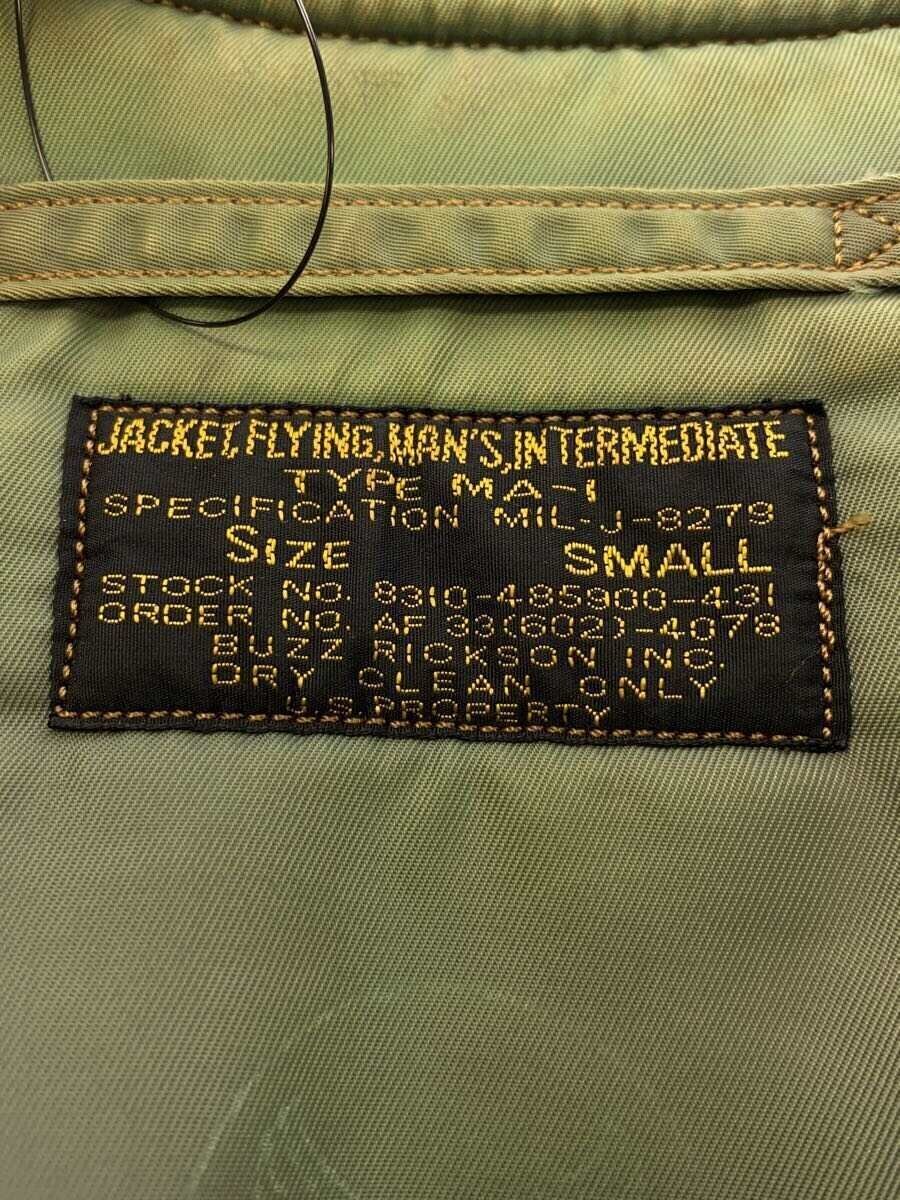 JACKET, FLYING, MAN'S, INTERMEDIATE
TYPE MA-1
SPECIFICATION MIL-J-8279
SIZE SMALL
STOCK NO. 8310-485900-431
ORDER NO. AF 33(602)-4078
BUZZ RICKSON INC.
DRY CLEAN ONLY
U.S. PROPERTY